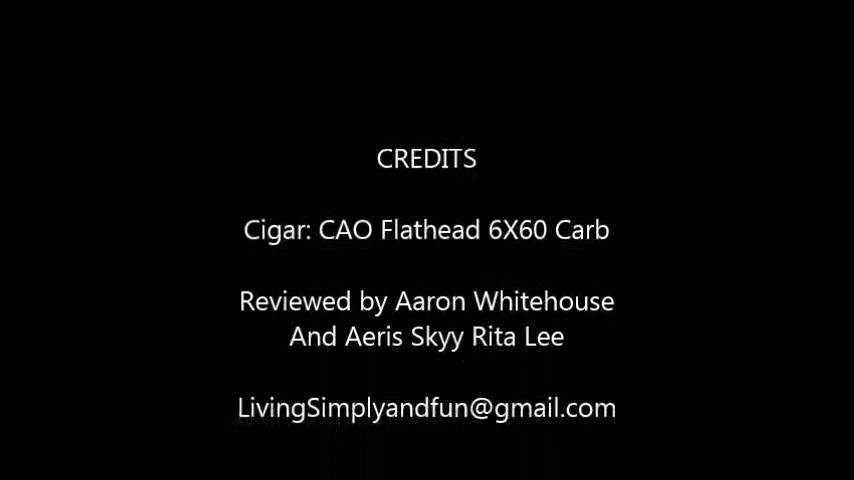 CREDITS
Cigar: CAO Flathead 6X60 Carb
Reviewed by Aaron Whitehouse
And Aeris Skyy Rita Lee
LivingSimplyandfun@gmail.com